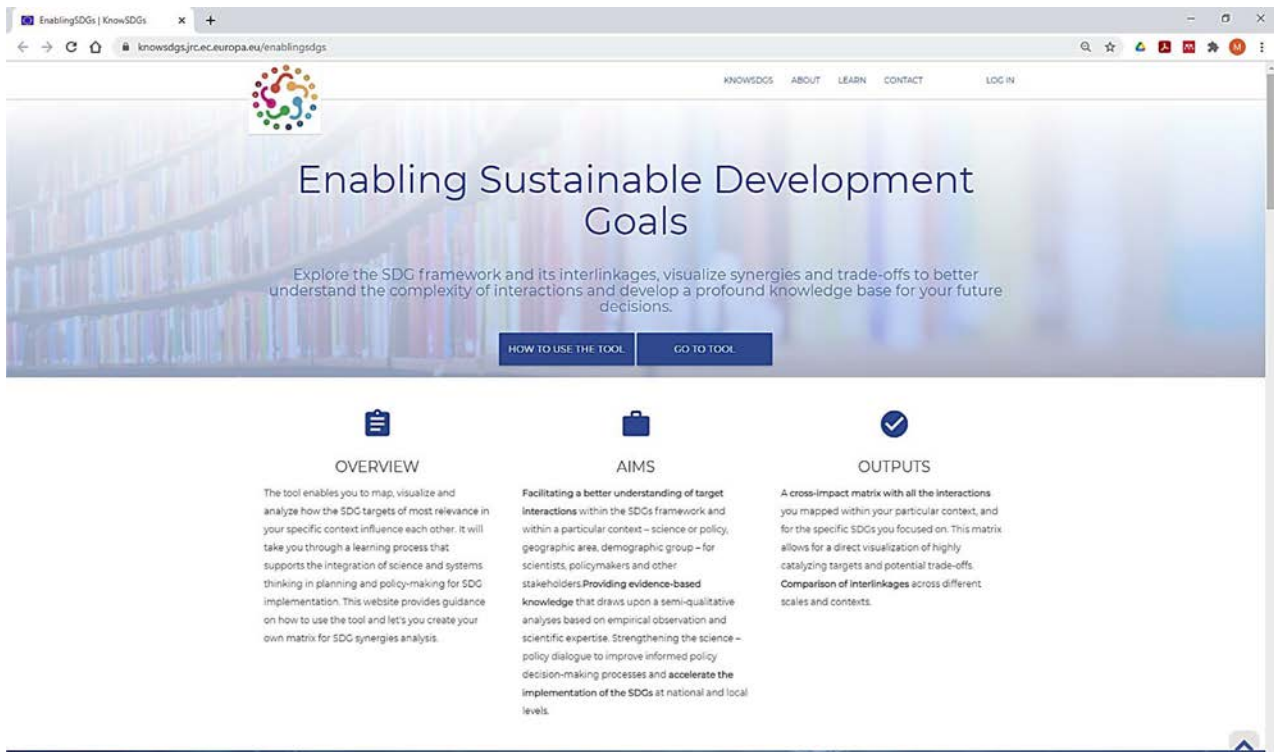 EnablingSDGs | KnowSDGs
knowsdgs.jrc.ec.europa.eu/enablingsdgs
M
KNOWSDGS ABOUT LEARN CONTACT LOG IN
Enabling Sustainable Development
Goals
Explore the SDG framework and its interlinkages, visualize synergies and trade-offs to better
understand the complexity of interactions and develop a profound knowledge base for your future
decisions.
HOW TO USE THE TOOL GO TO TOOL
OVERVIEW
The tool enables you to map, visualize and
analyze how the SDG targets of most relevance in
your specific context influence each other. It will
take you through a learning process that
supports the integration of science and systems
thinking in planning and policy-making for SDG
implementation. This website provides guidance
on how to use the tool and let's you create your
own matrix for SDG synergies analysis.
AIMS
Facilitating a better understanding of target
interactions within the SDGs framework and
within a particular context – science or policy,
geographic area, demographic group – for
scientists, policymakers and other
stakeholders.Providing evidence-based
knowledge that draws upon a semi-qualitative
analyses based on empirical observation and
scientific expertise. Strengthening the science –
policy dialogue to improve informed policy
decision-making processes and accelerate the
implementation of the SDGs at national and local
levels.
OUTPUTS
A cross-impact matrix with all the interactions
you mapped within your particular context, and
for the specific SDGs you focused on. This matrix
allows for a direct visualization of highly
catalyzing targets and potential trade-offs.
Comparison of interlinkages across different
scales and contexts.